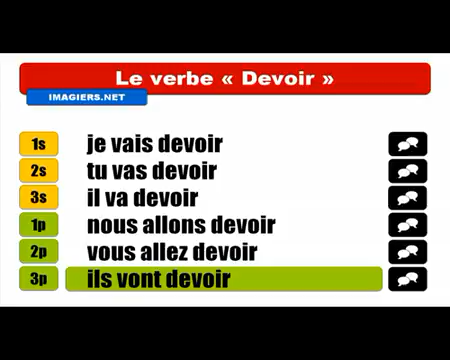 Le verbe « Devoir »
IMAGIERS.NET
1s je vais devoir
2s tu vas devoir
3s il va devoir
1p nous allons devoir
2p vous allez devoir
3p ils vont devoir